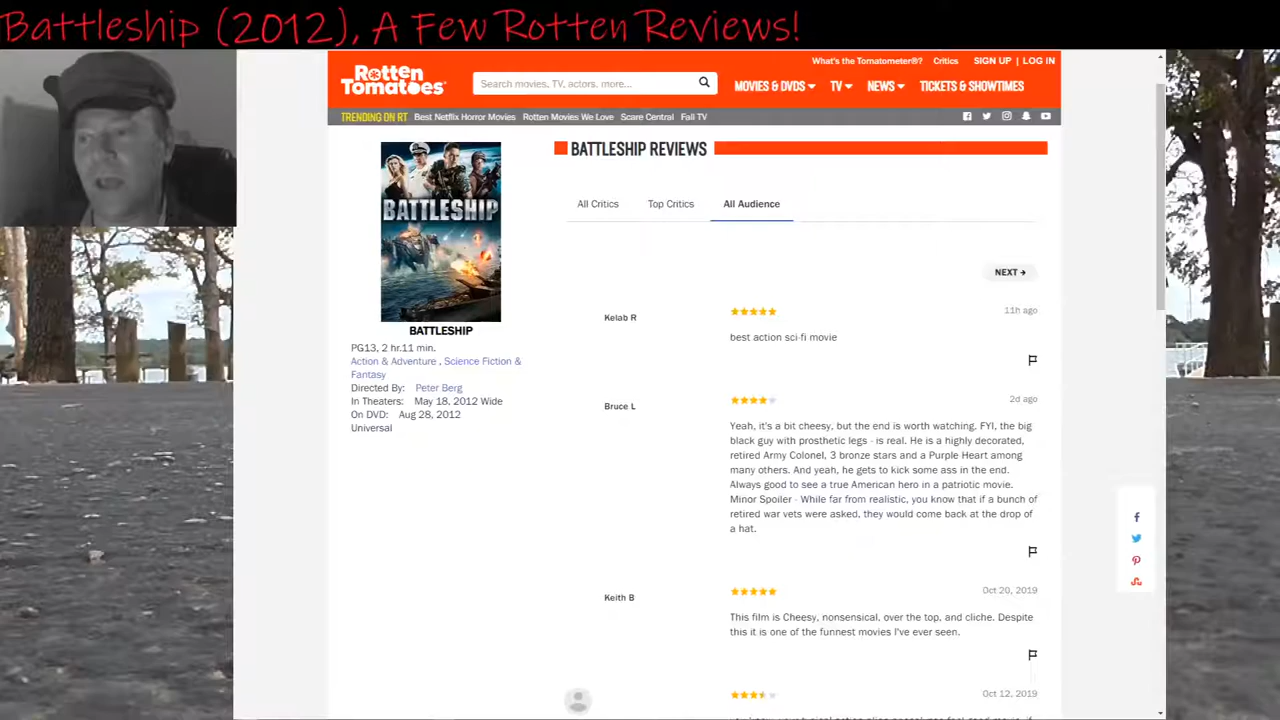 Battleship (2012), A Few Rotten Reviews!
What's the Tomatometer®? Critics SIGN UP | LOG IN
Rotten Tomatoes
Search movies, TV, actors, more...
MOVIES & DVDS TV NEWS TICKETS & SHOWTIMES
TRENDING ON RT Best Netflix Horror Movies Rotten Movies We Love Scare Central Fall TV
BATTLESHIP
BATTLESHIP
PG13, 2 hr.11 min.
Action & Adventure , Science Fiction &
Fantasy
Directed By: Peter Berg
In Theaters: May 18, 2012 Wide
On DVD: Aug 28, 2012
Universal
BATTLESHIP REVIEWS
All Critics Top Critics All Audience
NEXT
Kelab R
11h ago
best action sci-fi movie
Bruce L
2d ago
Yeah, it's a bit cheesy, but the end is worth watching. FYI, the big
black guy with prosthetic legs - is real. He is a highly decorated,
retired Army Colonel, 3 bronze stars and a Purple Heart among
many others. And yeah, he gets to kick some ass in the end.
Always good to see a true American hero in a patriotic movie.
Minor Spoiler - While far from realistic, you know that if a bunch of
retired war vets were asked, they would come back at the drop of
a hat.
Keith B
Oct 20, 2019
This film is Cheesy, nonsensical, over the top, and cliche. Despite
this it is one of the funnest movies I've ever seen.
Oct 12, 2019